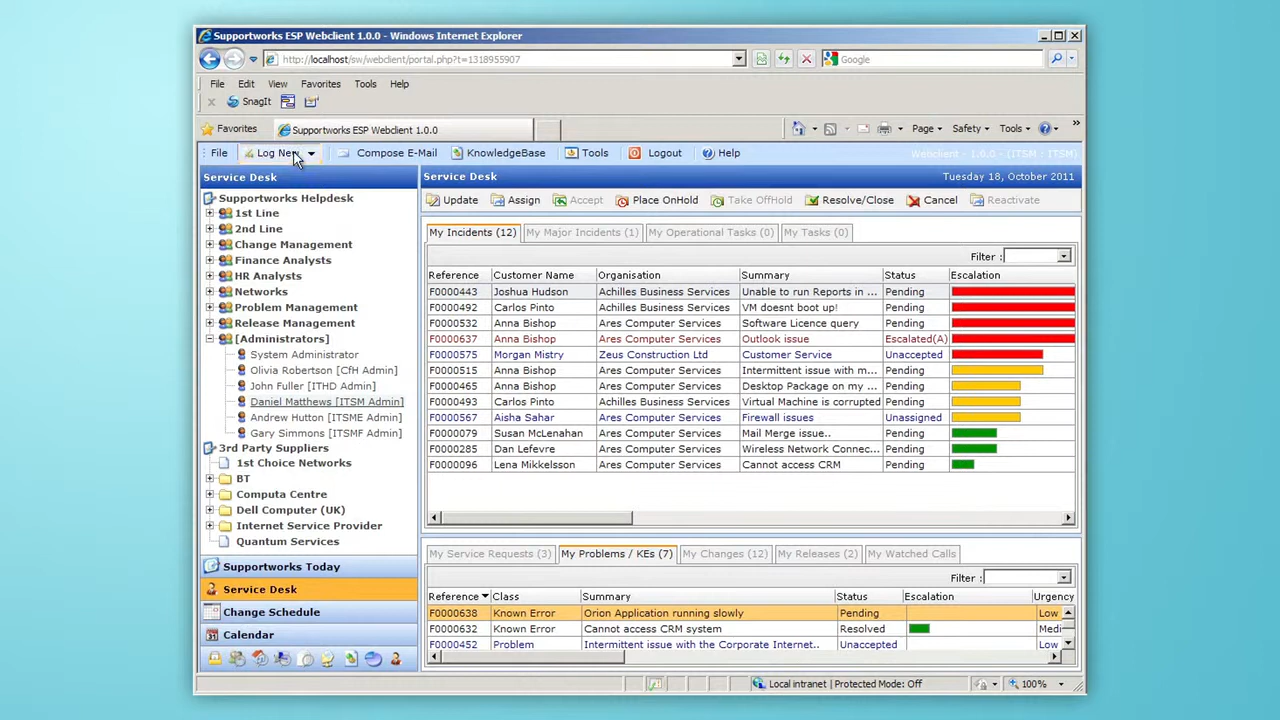 Supportworks ESP Webclient 1.0.0 - Windows Internet Explorer
http://localhost/sw/webclient/portal.php?t=1318955907
Google
File Edit View Favorites Tools Help
SnagIt
Favorites Supportworks ESP Webclient 1.0.0 Page Safety Tools
File Log New Compose E-Mail KnowledgeBase Tools Logout Help Webclient - 1.0.0 - (ITSM : ITSM)
Service Desk
Supportworks Helpdesk
1st Line
2nd Line
Change Management
Finance Analysts
HR Analysts
Networks
Problem Management
Release Management
[Administrators]
System Administrator
Olivia Robertson [CfH Admin]
John Fuller [ITHD Admin]
Daniel Matthews [ITSM Admin]
Andrew Hutton [ITSME Admin]
Gary Simmons [ITSMF Admin]
3rd Party Suppliers
1st Choice Networks
BT
Computa Centre
Dell Computer (UK)
Internet Service Provider
Quantum Services
Supportworks Today
Service Desk
Change Schedule
Calendar
Service Desk Tuesday 18, October 2011
Update Assign Accept Place OnHold Take OffHold Resolve/Close Cancel Reactivate
My Incidents (12) My Major Incidents (1) My Operational Tasks (0) My Tasks (0)
Filter :
Reference Customer Name Organisation Summary Status Escalation
F0000443 Joshua Hudson Achilles Business Services Unable to run Reports in ... Pending
F0000492 Carlos Pinto Achilles Business Services VM doesnt boot up! Pending
F0000532 Anna Bishop Ares Computer Services Software Licence query Pending
F0000637 Anna Bishop Ares Computer Services Outlook issue Escalated(A)
F0000575 Morgan Mistry Zeus Construction Ltd Customer Service Unaccepted
F0000515 Anna Bishop Ares Computer Services Intermittent issue with m... Pending
F0000465 Anna Bishop Ares Computer Services Desktop Package on my ... Pending
F0000493 Carlos Pinto Achilles Business Services Virtual Machine is corrupted Pending
F0000567 Aisha Sahar Ares Computer Services Firewall issues Unassigned
F0000079 Susan McLenahan Ares Computer Services Mail Merge issue.. Pending
F0000285 Dan Lefevre Ares Computer Services Wireless Network Connec... Pending
F0000096 Lena Mikkelsson Ares Computer Services Cannot access CRM Pending
My Service Requests (3) My Problems / KEs (7) My Changes (12) My Releases (2) My Watched Calls
Filter :
Reference Class Summary Status Escalation Urgency
F0000638 Known Error Orion Application running slowly Pending Low
F0000632 Known Error Cannot access CRM system Resolved Medi
F0000452 Problem Intermittent issue with the Corporate Internet.. Unaccepted Low
Local intranet | Protected Mode: Off 100%